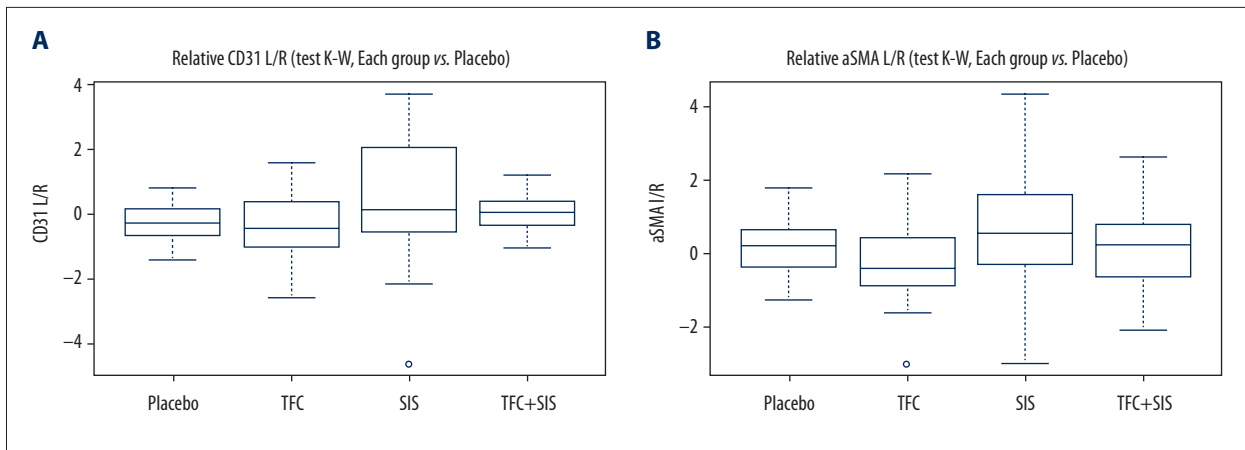 A
Relative CD31 L/R (test K-W, Each group vs. Placebo)
4
2
0
−2
−4
CD31 L/R
Placebo TFC SIS TFC+SIS
B
Relative aSMA L/R (test K-W, Each group vs. Placebo)
4
2
0
−2
aSMA I/R
Placebo TFC SIS TFC+SIS